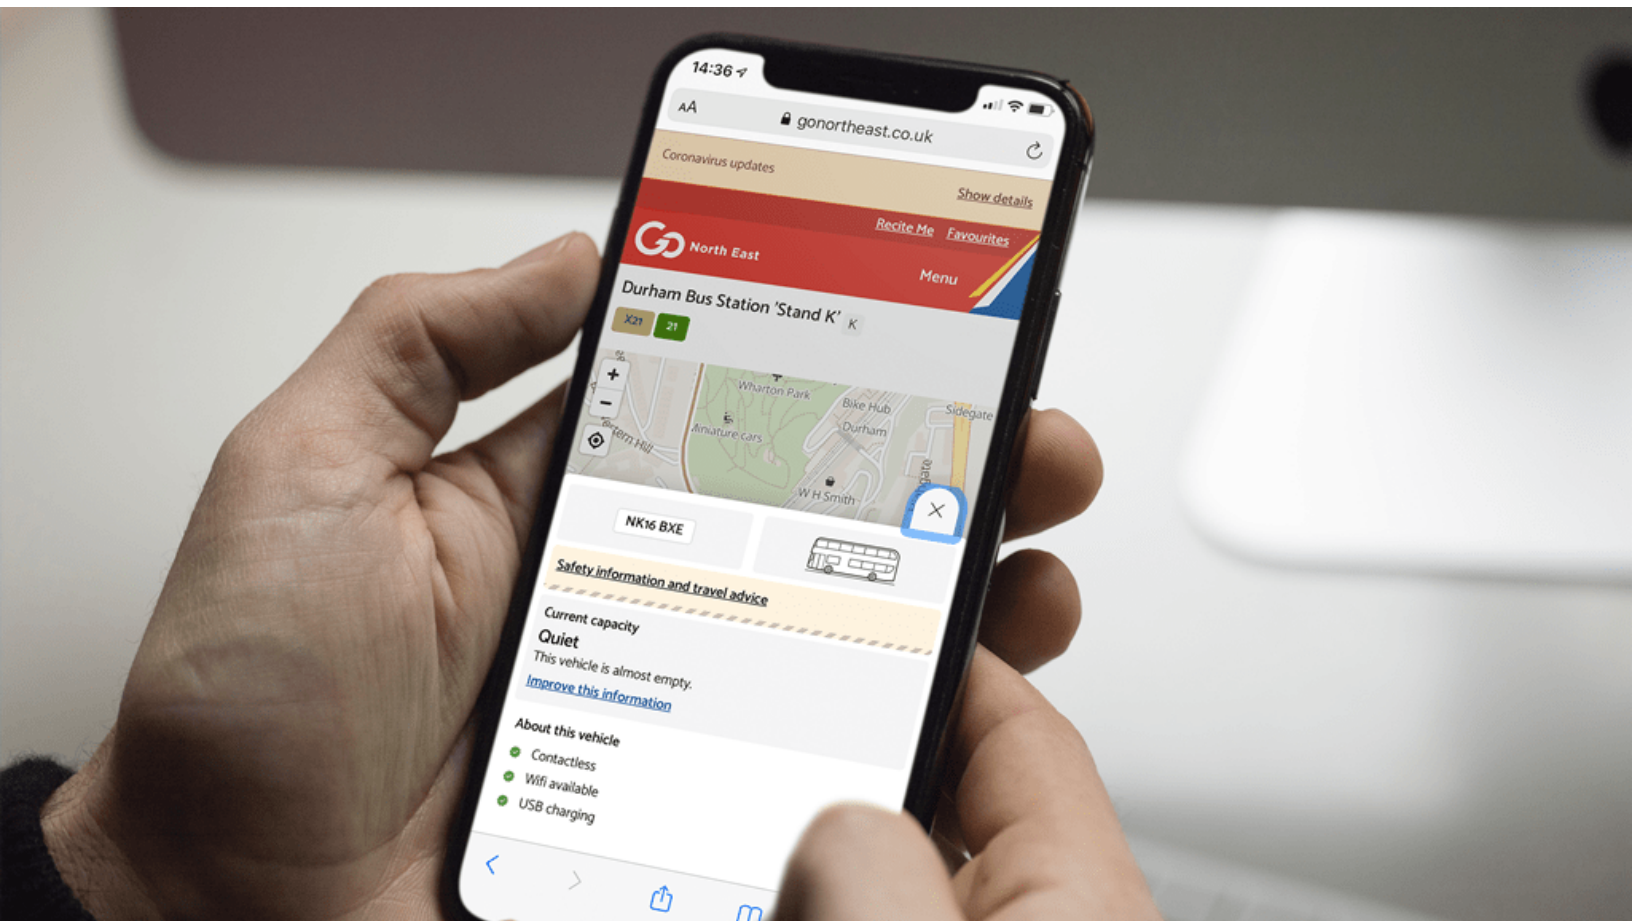 14:36
AA gonortheast.co.uk
Coronavirus updates
Show details
Recite Me Favourites
GO North East
Menu
Durham Bus Station 'Stand K' K
X21 21
+
Wharton Park
Bike Hub
Sidegate
−
Miniature cars
Durham
W H Smith
NK16 BXE
Safety information and travel advice
Current capacity
Quiet
This vehicle is almost empty.
Improve this information
About this vehicle
Contactless
Wifi available
USB charging